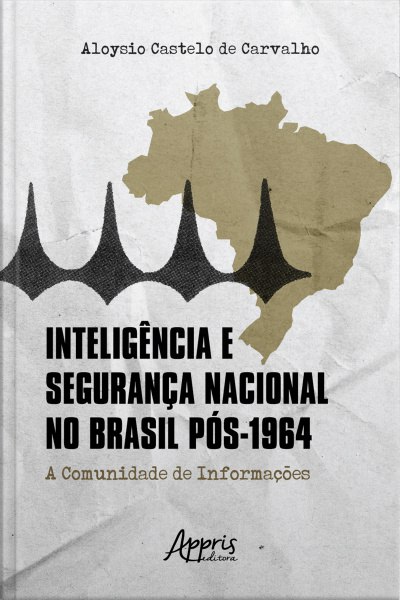 Aloysio Castelo de Carvalho
INTELIGÊNCIA E
SEGURANÇA NACIONAL
NO BRASIL PÓS-1964
A Comunidade de Informações
Appris
editora